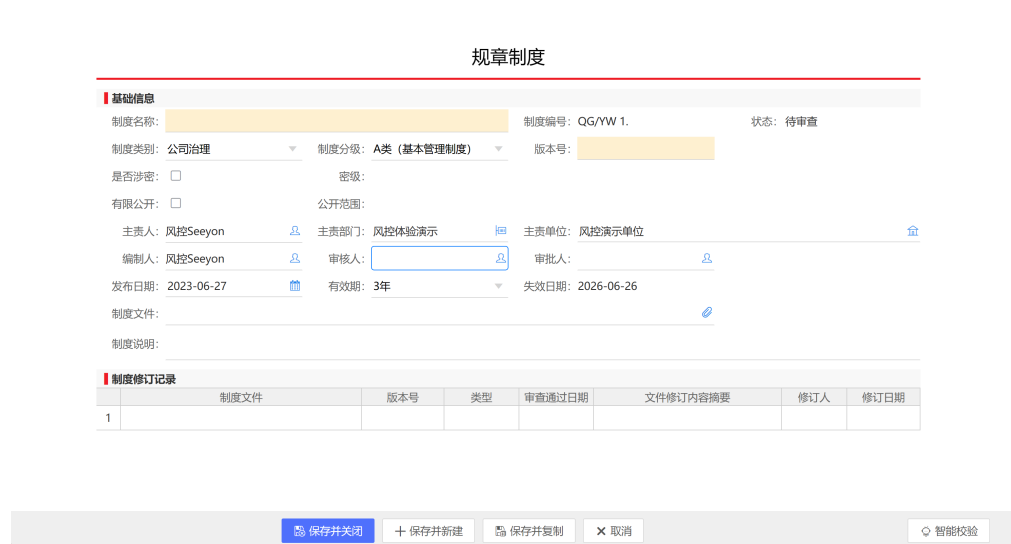 规章制度
基础信息
制度名称: 制度编号: QG/YW 1. 状态: 待审查
制度类别: 公司治理 制度分级: A类（基本管理制度） 版本号:
是否涉密: 密级:
有限公开: 公开范围:
主责人: 风控Seeyon 主责部门: 风控体验演示 主责单位: 风控演示单位
编制人: 风控Seeyon 审核人: 审批人:
发布日期: 2023-06-27 有效期: 3年 失效日期: 2026-06-26
制度文件:
制度说明:
制度修订记录
制度文件 版本号 类型 审查通过日期 文件修订内容摘要 修订人 修订日期
1
保存并关闭 保存并新建 保存并复制 取消 智能校验